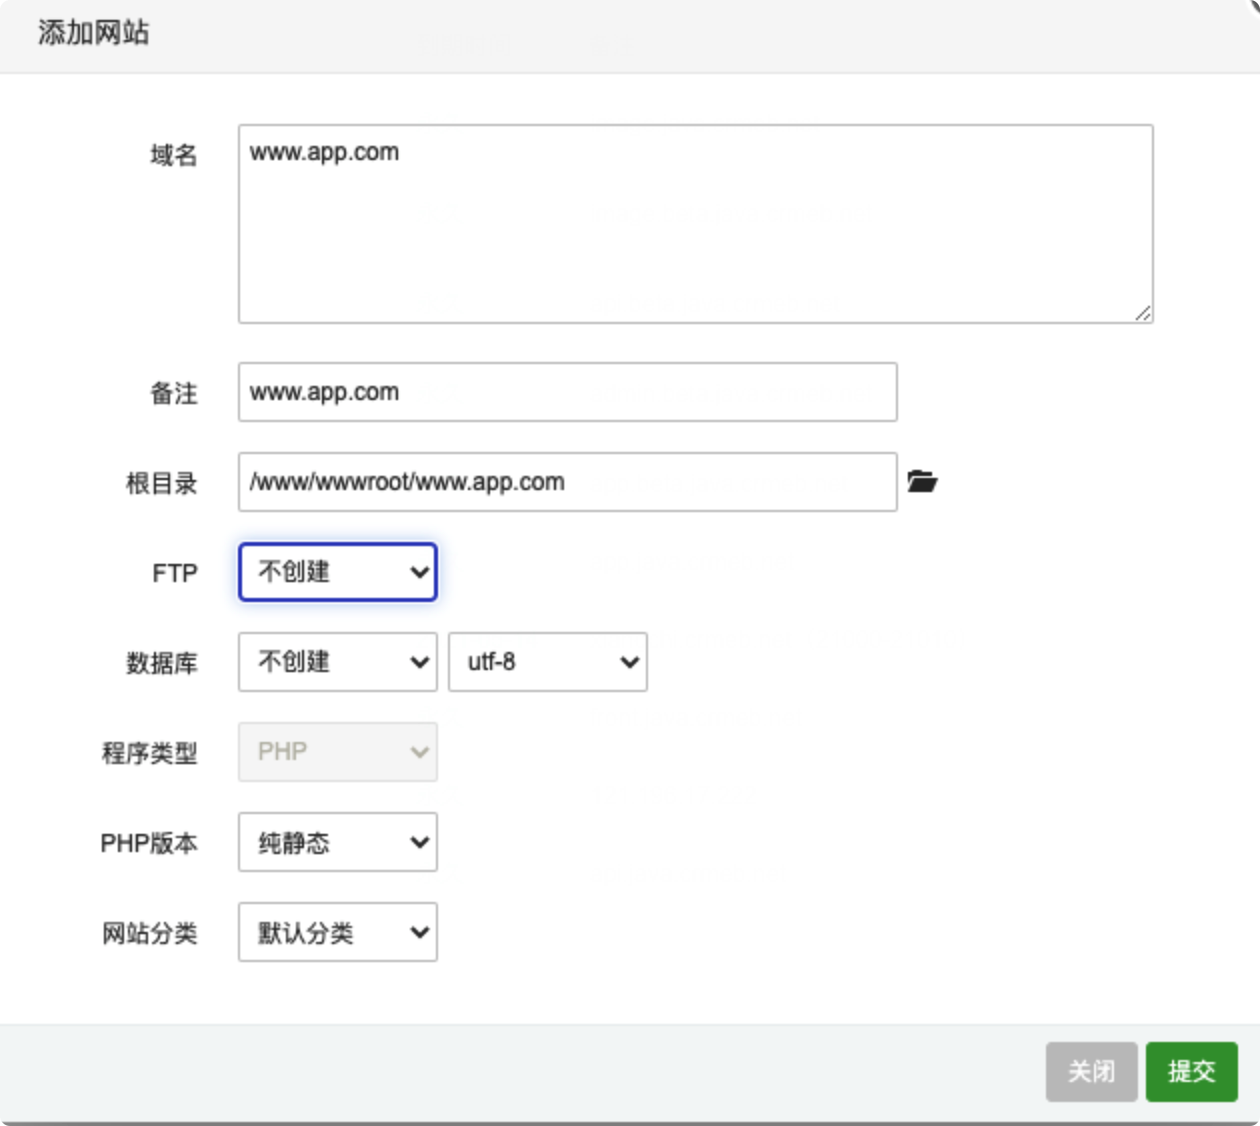 添加网站
域名 www.app.com
备注 www.app.com
根目录 /www/wwwroot/www.app.com
FTP 不创建
数据库 不创建 utf-8
程序类型 PHP
PHP版本 纯静态
网站分类 默认分类
关闭 提交